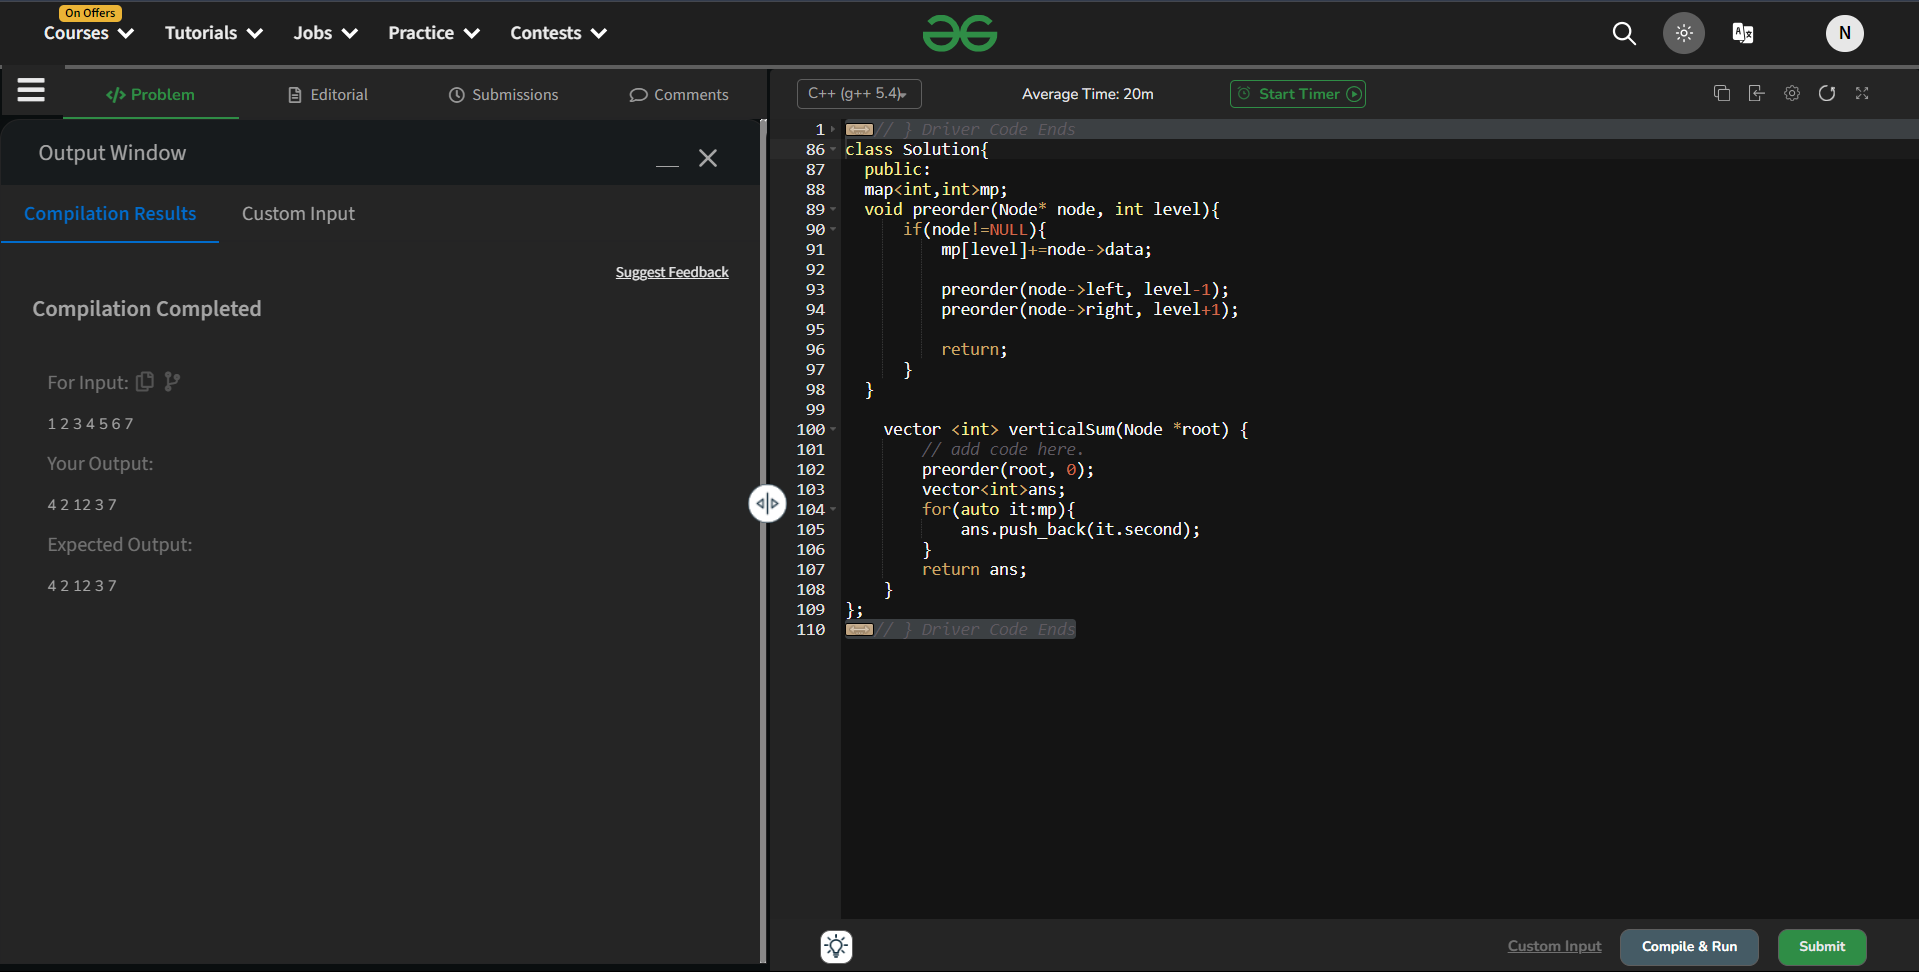 On Offers
Courses Tutorials Jobs Practice Contests
N
</> Problem Editorial Submissions Comments
C++ (g++ 5.4) Average Time: 20m Start Timer
Output Window
Compilation Results Custom Input
Suggest Feedback
Compilation Completed
For Input:
1 2 3 4 5 6 7
Your Output:
4 2 12 3 7
Expected Output:
4 2 12 3 7
1 // } Driver Code Ends
86 class Solution{
87 public:
88 map<int,int>mp;
89 void preorder(Node* node, int level){
90 if(node!=NULL){
91 mp[level]+=node->data;
92
93 preorder(node->left, level-1);
94 preorder(node->right, level+1);
95
96 return;
97 }
98 }
99
100 vector <int> verticalSum(Node *root) {
101 // add code here.
102 preorder(root, 0);
103 vector<int>ans;
104 for(auto it:mp){
105 ans.push_back(it.second);
106 }
107 return ans;
108 }
109 };
110 // } Driver Code Ends
Custom Input Compile & Run Submit